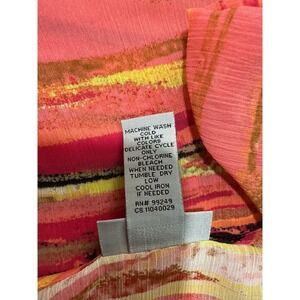 MACHINE WASH
COLD
WITH LIKE
COLORS
DELICATE CYCLE
ONLY
NON-CHLORINE
BLEACH
WHEN NEEDED
TUMBLE DRY
LOW
COOL IRON
IF NEEDED
RN# 99249
CS 11040029